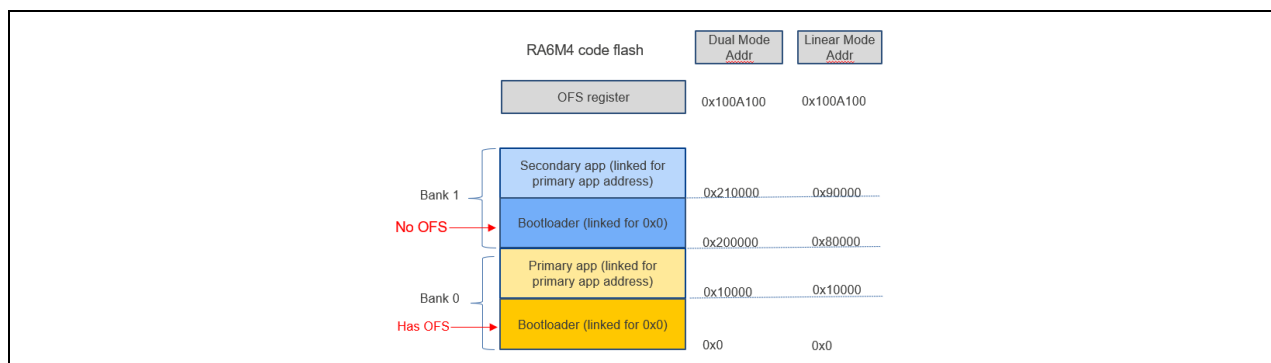 RA6M4 code flash
Dual Mode
Addr
Linear Mode
Addr
OFS register
0x100A100
0x100A100
Secondary app (linked for
primary app address)
Bank 1
0x210000
0x90000
No OFS
Bootloader (linked for 0x0)
0x200000
0x80000
Primary app (linked for
primary app address)
Bank 0
0x10000
0x10000
Has OFS
Bootloader (linked for 0x0)
0x0
0x0